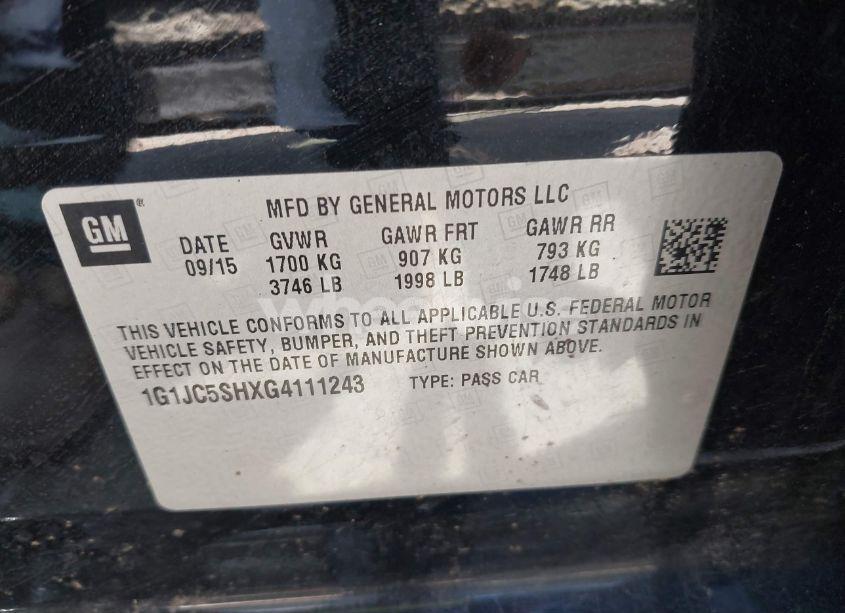 GM
®
MFD BY GENERAL MOTORS LLC
DATE GVWR GAWR FRT GAWR RR
09/15 1700 KG 907 KG 793 KG
3746 LB 1998 LB 1748 LB
THIS VEHICLE CONFORMS TO ALL APPLICABLE U.S. FEDERAL MOTOR
VEHICLE SAFETY, BUMPER, AND THEFT PREVENTION STANDARDS IN
EFFECT ON THE DATE OF MANUFACTURE SHOWN ABOVE.
1G1JC5SHXG4111243 TYPE: PASS CAR